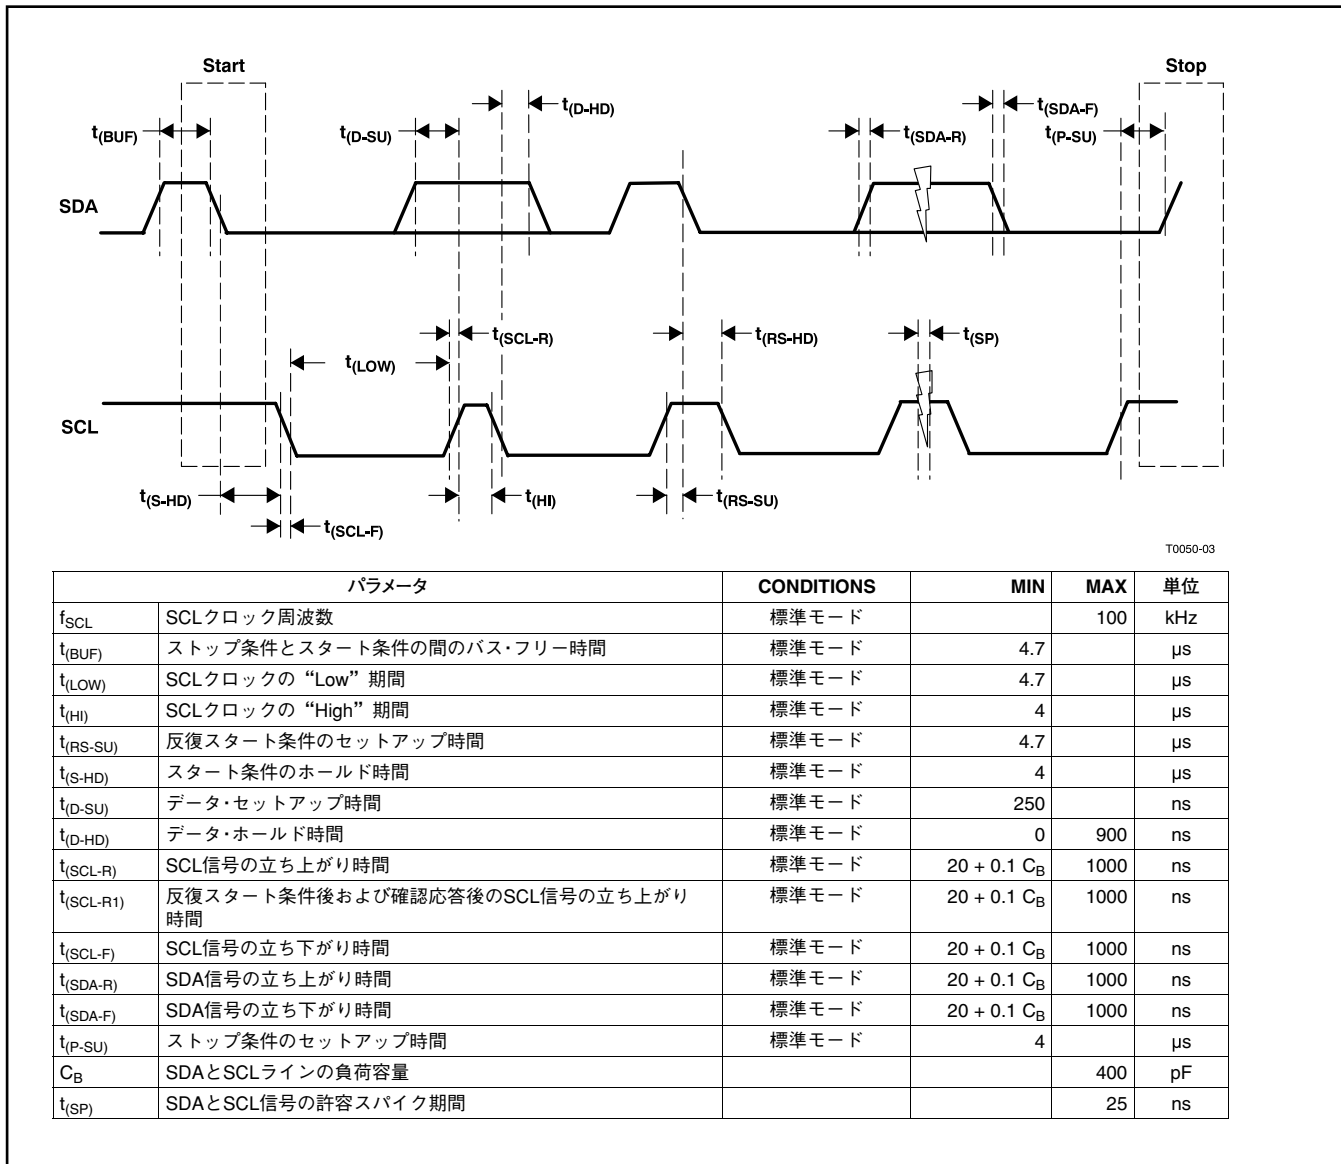 Start
Stop
t(BUF)
t(D-SU)
t(D-HD)
t(SDA-R)
t(SDA-F)
t(P-SU)
SDA
t(SCL-R)
t(LOW)
t(RS-HD)
t(SP)
SCL
t(S-HD)
t(HI)
t(RS-SU)
t(SCL-F)
T0050-03
パラメータ CONDITIONS MIN MAX 単位
fSCL SCLクロック周波数 標準モード 100 kHz
t(BUF) ストップ条件とスタート条件の間のバス・フリー時間 標準モード 4.7 µs
t(LOW) SCLクロックの“Low”期間 標準モード 4.7 µs
t(HI) SCLクロックの“High”期間 標準モード 4 µs
t(RS-SU) 反復スタート条件のセットアップ時間 標準モード 4.7 µs
t(S-HD) スタート条件のホールド時間 標準モード 4 µs
t(D-SU) データ・セットアップ時間 標準モード 250 ns
t(D-HD) データ・ホールド時間 標準モード 0 900 ns
t(SCL-R) SCL信号の立ち上がり時間 標準モード 20 + 0.1 CB 1000 ns
t(SCL-R1) 反復スタート条件後および確認応答後のSCL信号の立ち上がり 標準モード 20 + 0.1 CB 1000 ns
時間
t(SCL-F) SCL信号の立ち下がり時間 標準モード 20 + 0.1 CB 1000 ns
t(SDA-R) SDA信号の立ち上がり時間 標準モード 20 + 0.1 CB 1000 ns
t(SDA-F) SDA信号の立ち下がり時間 標準モード 20 + 0.1 CB 1000 ns
t(P-SU) ストップ条件のセットアップ時間 標準モード 4 µs
CB SDAとSCLラインの負荷容量 400 pF
t(SP) SDAとSCL信号の許容スパイク期間 25 ns